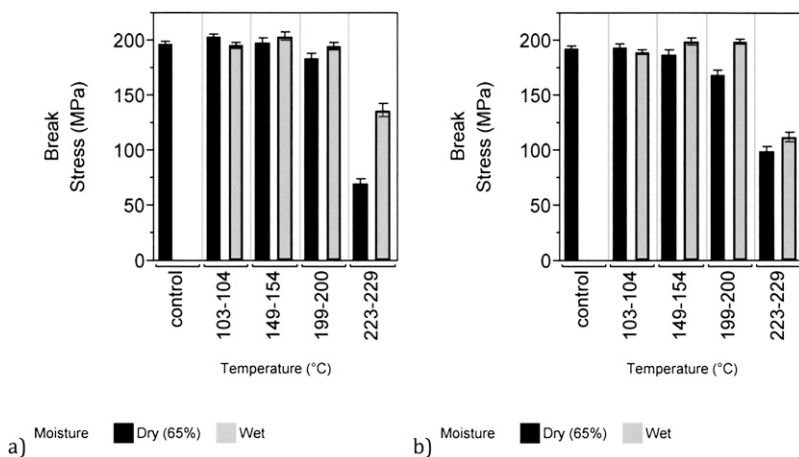 200
150
100
50
0
Break
Stress (MPa)
control
103-104
149-154
199-200
223-229
Temperature (°C)
a) Moisture Dry (65%) Wet
200
150
100
50
0
Break
Stress (MPa)
control
103-104
149-154
199-200
223-229
Temperature (°C)
b) Moisture Dry (65%) Wet